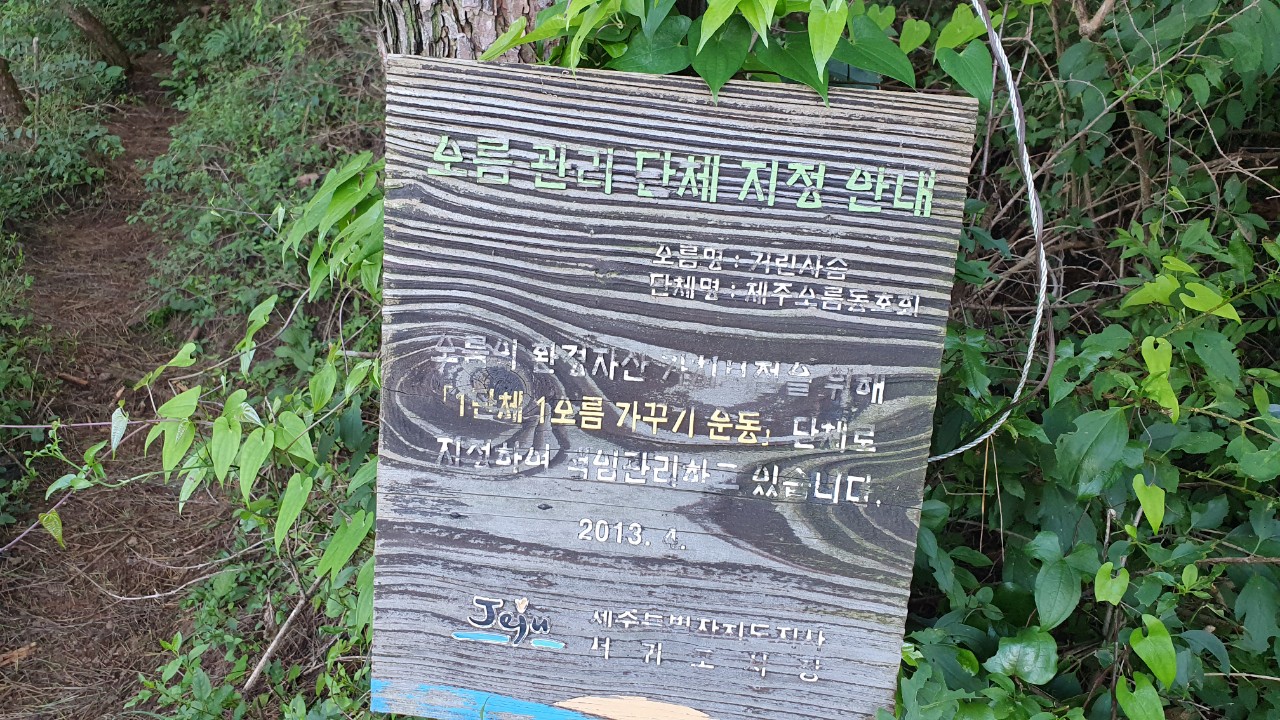 오름 관리 단체 지정 안내
오름명 : 거린사슴
단체명 : 제주오름동호회
오름의 환경자산 가치보전을 위해
「1단체 1오름 가꾸기 운동」 단체로
지정하여 책임관리하고 있습니다.
2013. 4.
Jeju 제주특별자치도지사
서귀포시장